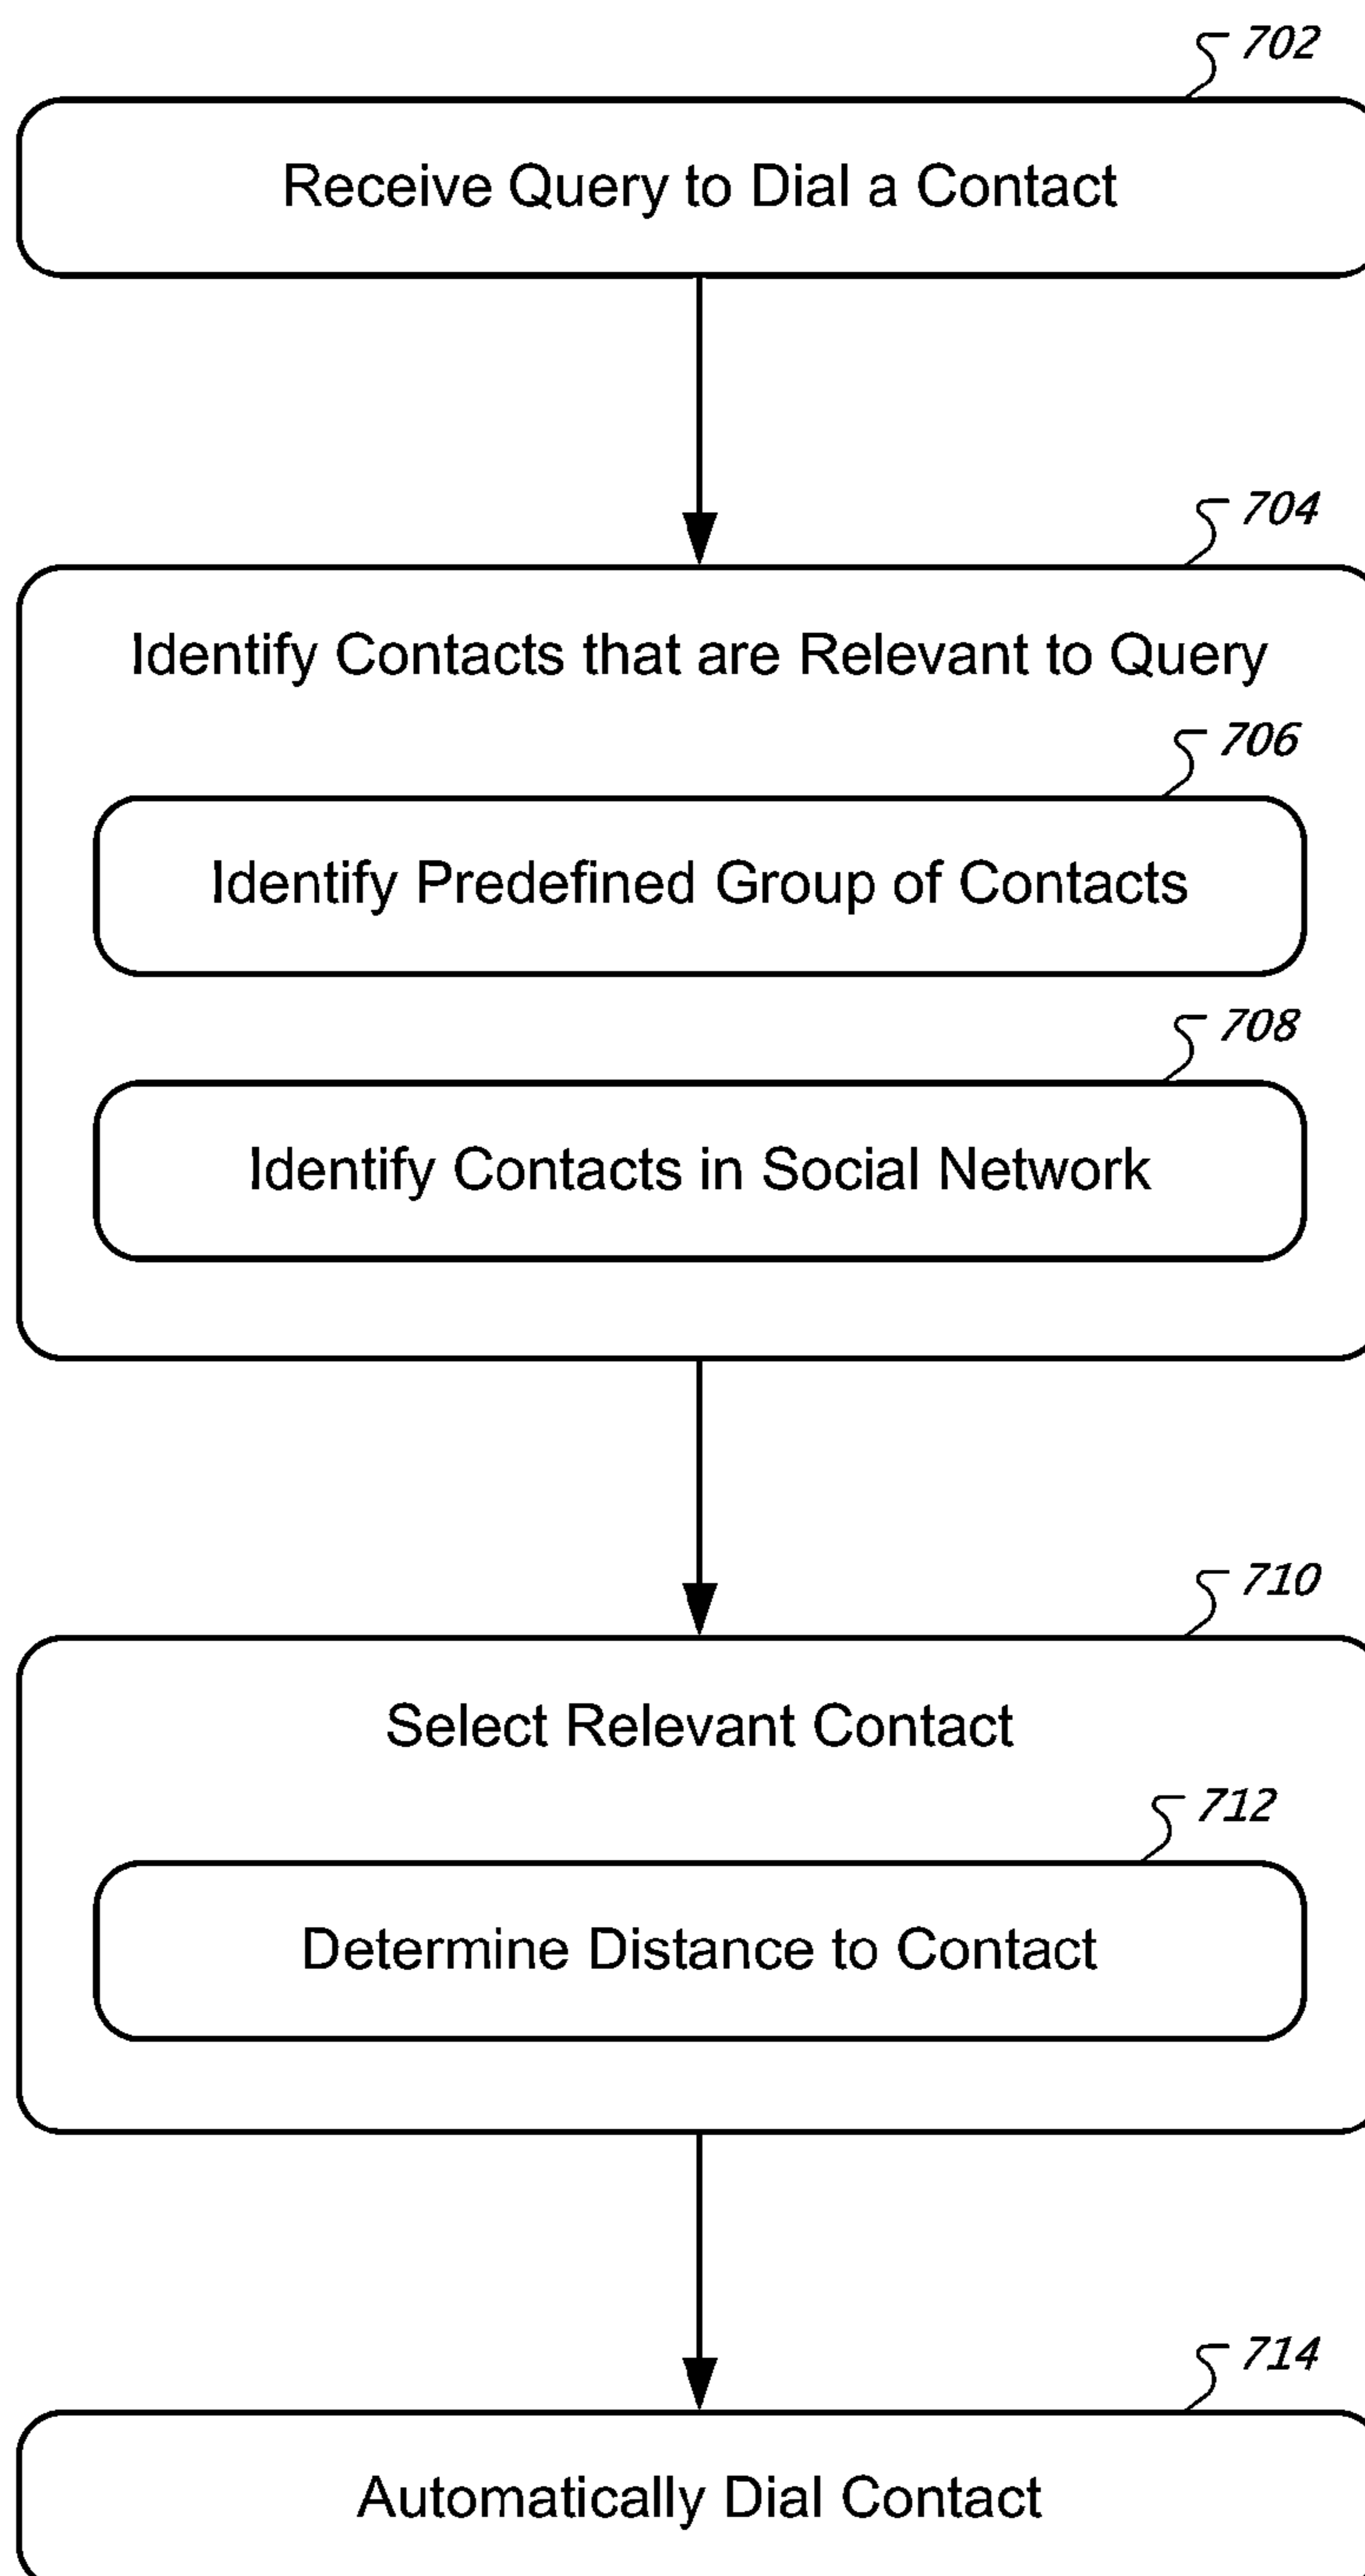 702
Receive Query to Dial a Contact
704
Identify Contacts that are Relevant to Query
706
Identify Predefined Group of Contacts
708
Identify Contacts in Social Network
710
Select Relevant Contact
712
Determine Distance to Contact
714
Automatically Dial Contact